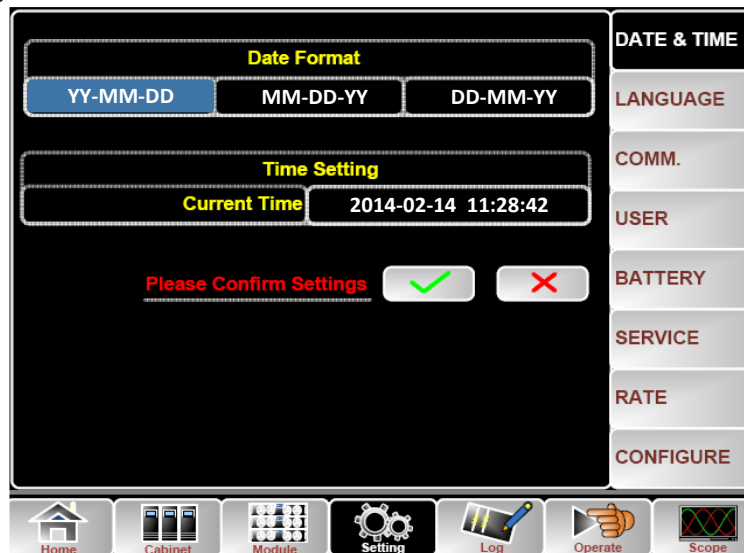 Date Format
YY-MM-DD MM-DD-YY DD-MM-YY
Time Setting
Current Time 2014-02-14 11:28:42
Please Confirm Settings
DATE & TIME
LANGUAGE
COMM.
USER
BATTERY
SERVICE
RATE
CONFIGURE
Home Cabinet Module Setting Log Operate Scope